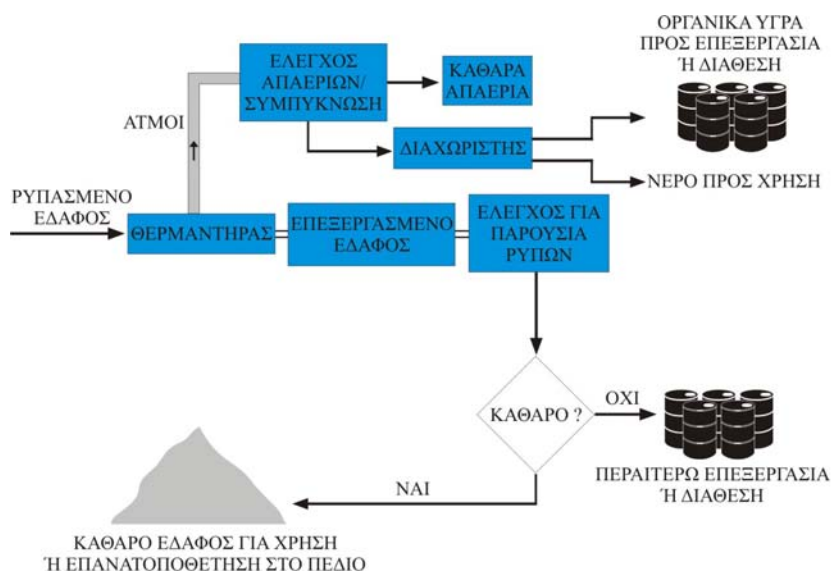 ΟΡΓΑΝΙΚΑ ΥΓΡΑ
ΠΡΟΣ ΕΠΕΞΕΡΓΑΣΙΑ
Ή ΔΙΑΘΕΣΗ
ΕΛΕΓΧΟΣ
ΑΠΑΕΡΙΩΝ/
ΣΥΜΠΥΚΝΩΣΗ
ΚΑΘΑΡΑ
ΑΠΑΕΡΙΑ
ΑΤΜΟΙ
ΔΙΑΧΩΡΙΣΤΗΣ
ΝΕΡΟ ΠΡΟΣ ΧΡΗΣΗ
ΡΥΠΑΣΜΕΝΟ
ΕΔΑΦΟΣ
ΘΕΡΜΑΝΤΗΡΑΣ
ΕΠΕΞΕΡΓΑΣΜΕΝΟ
ΕΔΑΦΟΣ
ΕΛΕΓΧΟΣ ΓΙΑ
ΠΑΡΟΥΣΙΑ
ΡΥΠΩΝ
ΚΑΘΑΡΟ ?
ΟΧΙ
ΠΕΡΑΙΤΕΡΩ ΕΠΕΞΕΡΓΑΣΙΑ
Ή ΔΙΑΘΕΣΗ
ΝΑΙ
ΚΑΘΑΡΟ ΕΔΑΦΟΣ ΓΙΑ ΧΡΗΣΗ
Ή ΕΠΑΝΑΤΟΠΟΘΕΤΗΣΗ ΣΤΟ ΠΕΔΙΟ